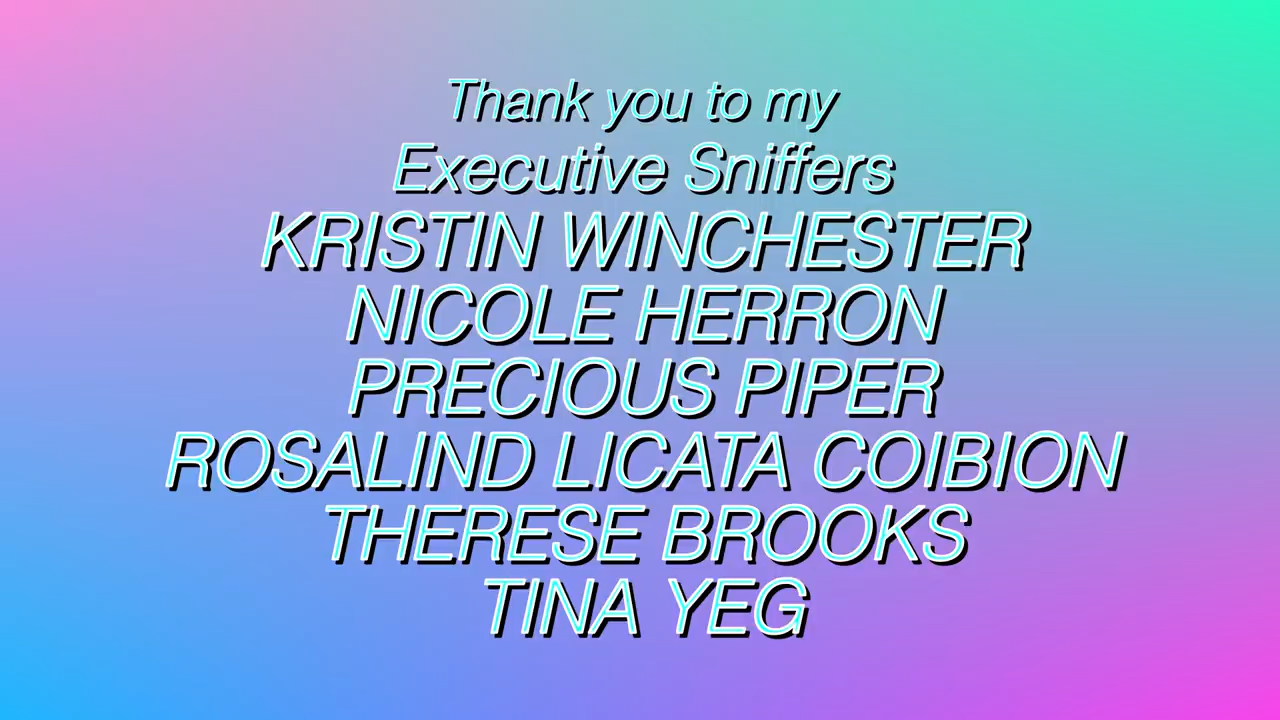 Thank you to my
Executive Sniffers
KRISTIN WINCHESTER
NICOLE HERRON
PRECIOUS PIPER
ROSALIND LICATA COIBION
THERESE BROOKS
TINA YEG